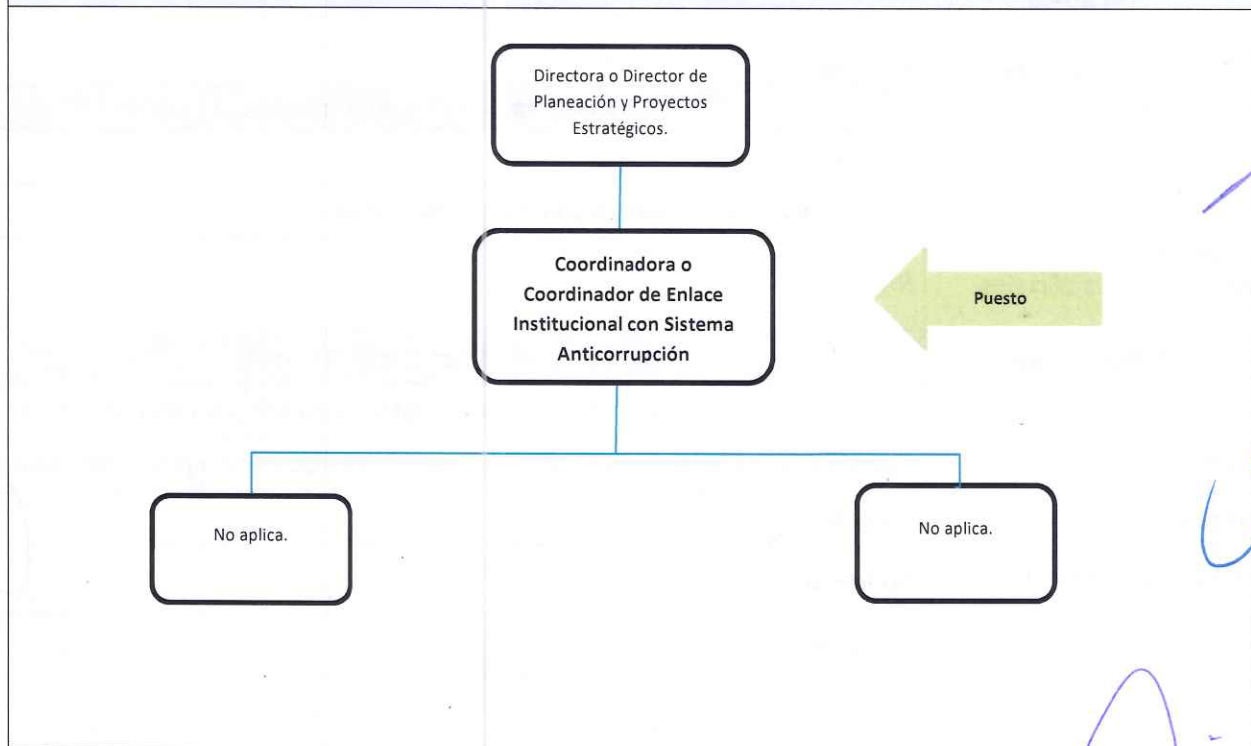 Directora o Director de
Planeación y Proyectos
Estratégicos.
Coordinadora o
Coordinador de Enlace
Institucional con Sistema
Anticorrupción
Puesto
No aplica.
No aplica.